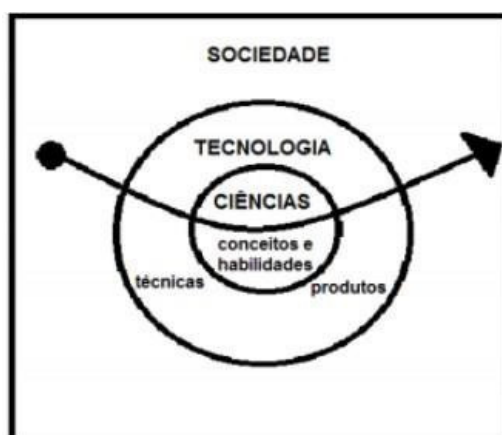 SOCIEDADE
TECNOLOGIA
CIÊNCIAS
conceitos e
habilidades
técnicas
produtos